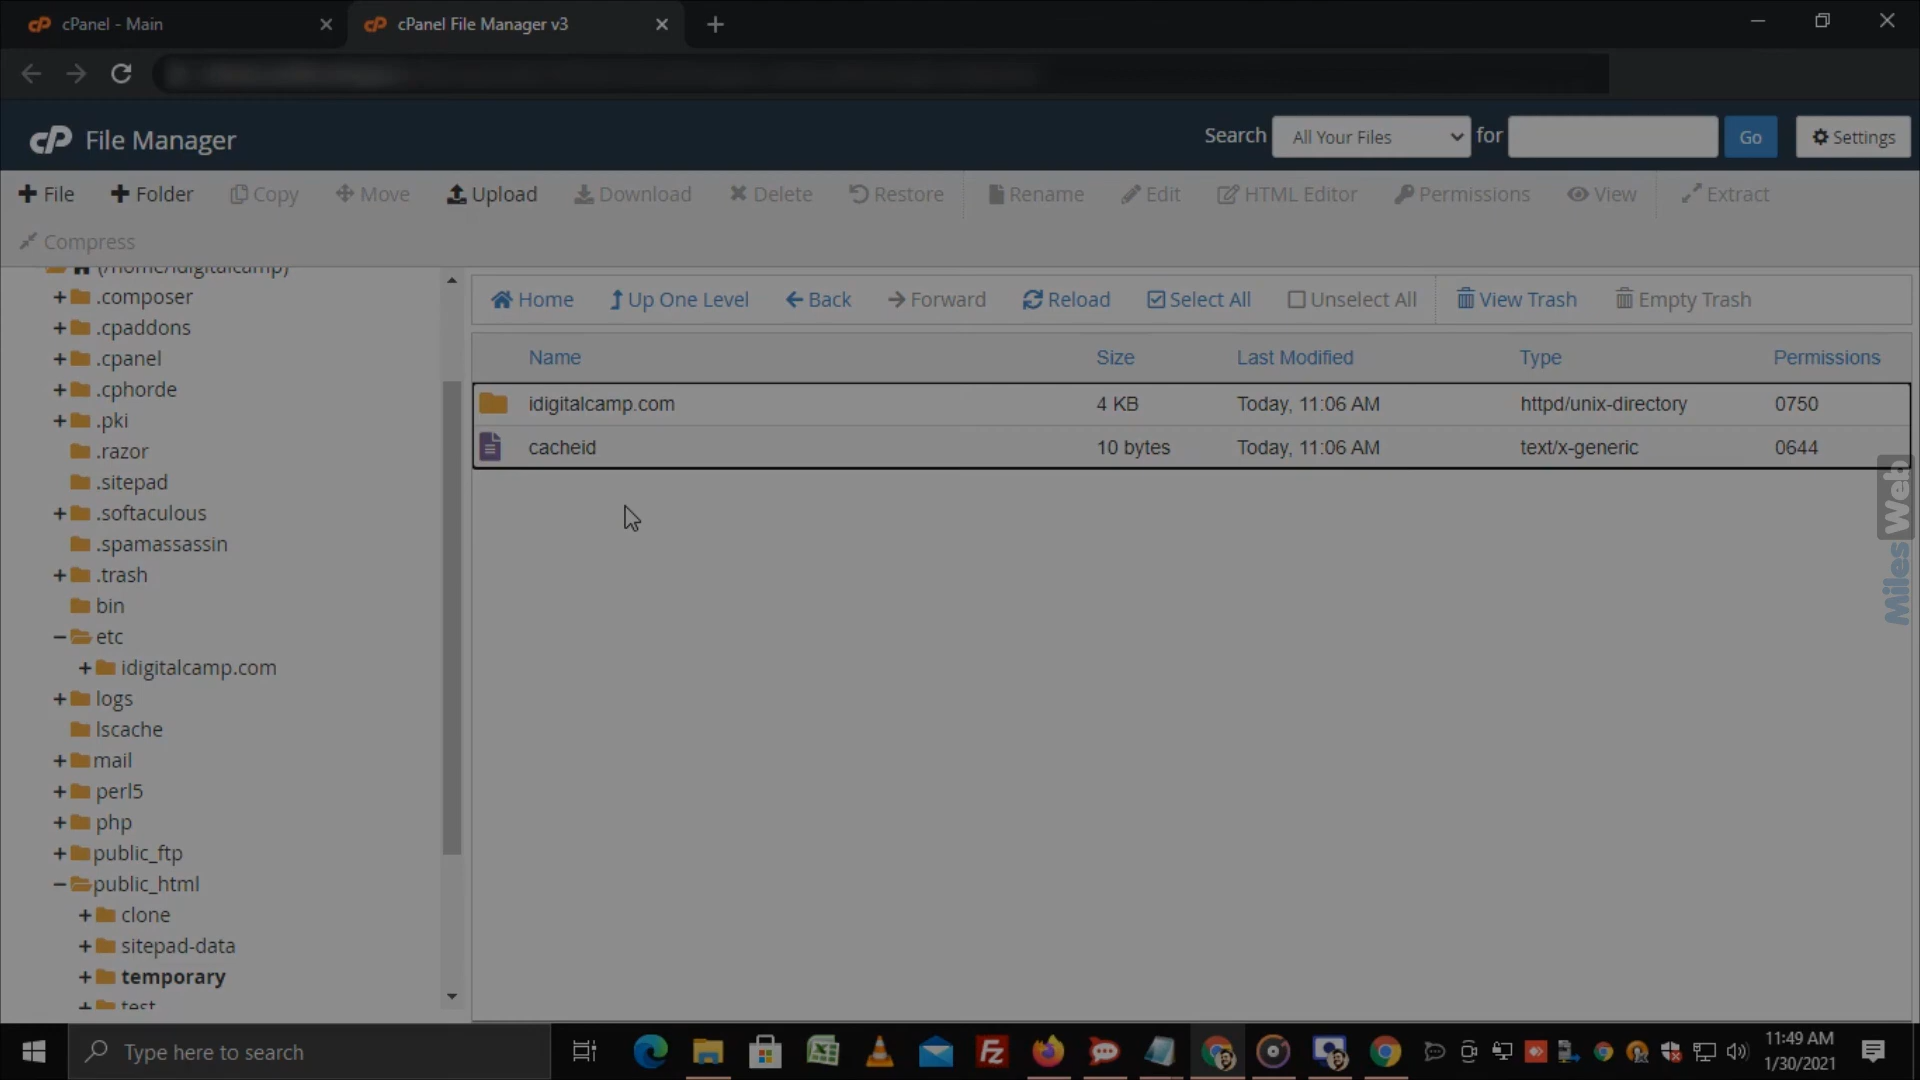 cPanel - Main
cPanel File Manager v3
cP File Manager
Search All Your Files for Go Settings
File Folder Copy Move Upload Download Delete Restore Rename Edit HTML Editor Permissions View Extract
Compress
(/home/idigitalcamp)
.composer
.cpaddons
.cpanel
.cphorde
.pki
.razor
.sitepad
.softaculous
.spamassassin
.trash
bin
etc
idigitalcamp.com
logs
lscache
mail
perl5
php
public_ftp
public_html
clone
sitepad-data
temporary
test
Home Up One Level Back Forward Reload Select All Unselect All View Trash Empty Trash
Name Size Last Modified Type Permissions
idigitalcamp.com 4 KB Today, 11:06 AM httpd/unix-directory 0750
cacheid 10 bytes Today, 11:06 AM text/x-generic 0644
MilesWeb
Type here to search
11:49 AM
1/30/2021